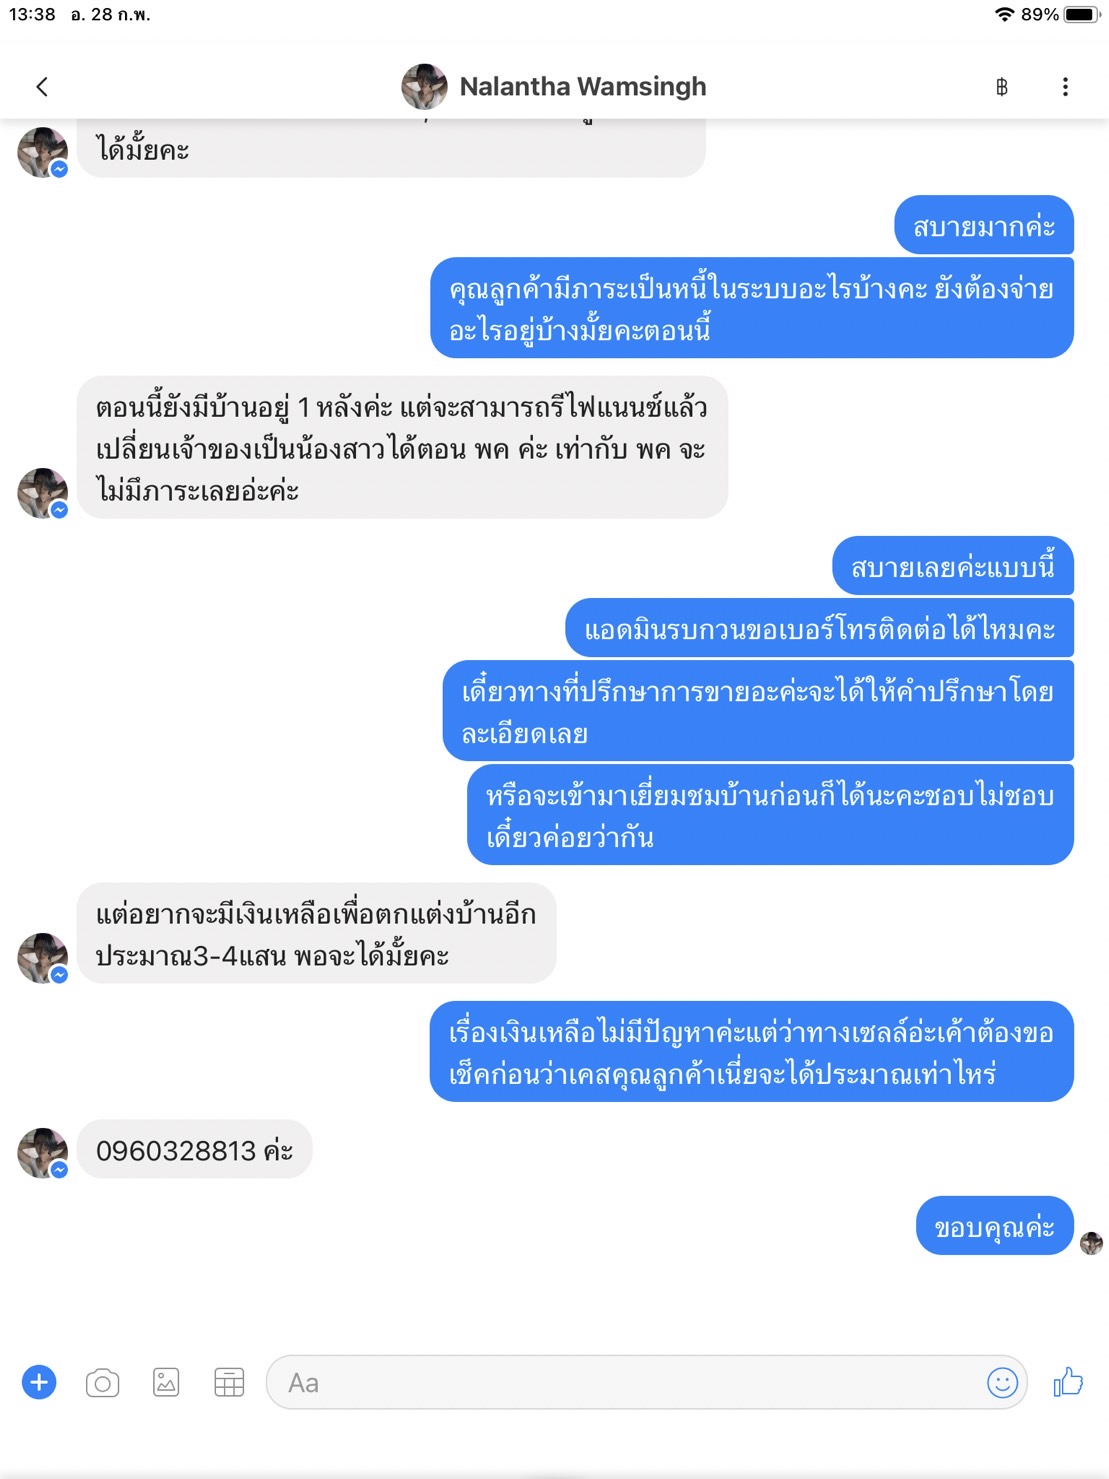 13:38 อ. 28 ก.พ.
89%
Nalantha Wamsingh
฿
ได้มั้ยคะ
สบายมากค่ะ
คุณลูกค้ามีภาระเป็นหนี้ในระบบอะไรบ้างคะ ยังต้องจ่าย
อะไรอยู่บ้างมั้ยคะตอนนี้
ตอนนี้ยังมีบ้านอยู่ 1 หลังค่ะ แต่จะสามารถรีไฟแนนซ์แล้ว
เปลี่ยนเจ้าของเป็นน้องสาวได้ตอน พค ค่ะ เท่ากับ พค จะ
ไม่มีภาระเลยอ่ะค่ะ
สบายเลยค่ะแบบนี้
แอดมินรบกวนขอเบอร์โทรติดต่อได้ไหมคะ
เดี๋ยวทางที่ปรึกษาการขายอะค่ะจะได้ให้คำปรึกษาโดย
ละเอียดเลย
หรือจะเข้ามาเยี่ยมชมบ้านก่อนก็ได้นะคะชอบไม่ชอบ
เดี๋ยวค่อยว่ากัน
แต่อยากจะมีเงินเหลือเพื่อตกแต่งบ้านอีก
ประมาณ3-4แสน พอจะได้มั้ยคะ
เรื่องเงินเหลือไม่มีปัญหาค่ะแต่ว่าทางเซลล์อ่ะเค้าต้องขอ
เช็คก่อนว่าเคสคุณลูกค้าเนี่ยจะได้ประมาณเท่าไหร่
0960328813 ค่ะ
ขอบคุณค่ะ
Aa